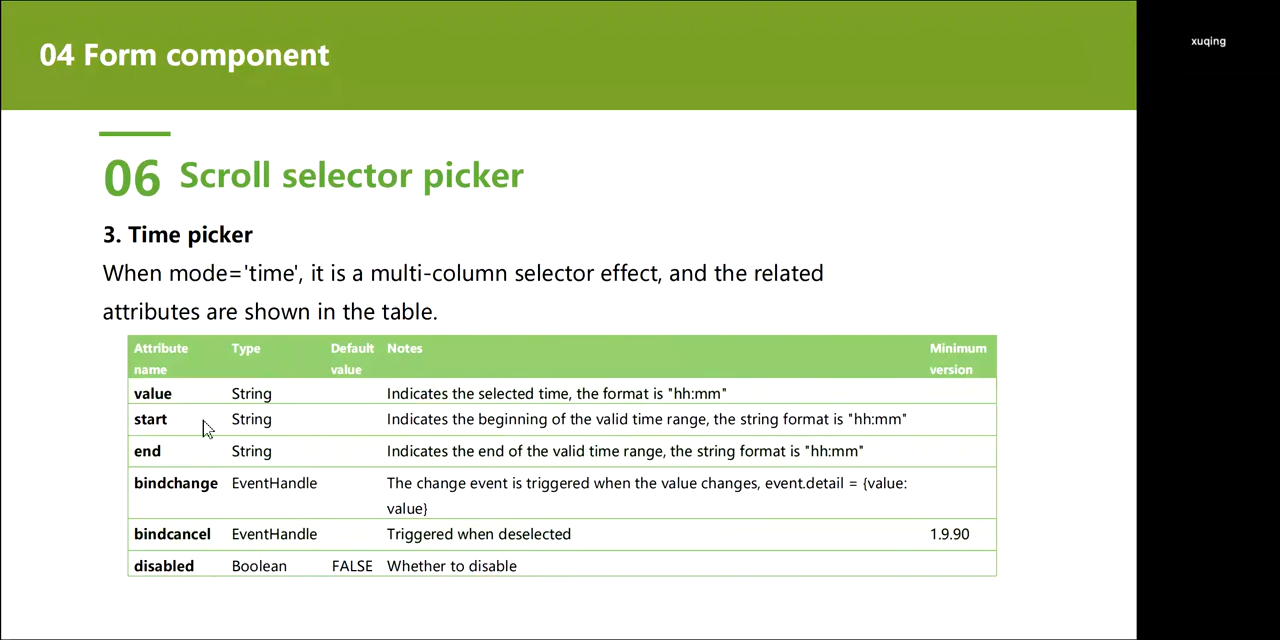 04 Form component
xuqing
06 Scroll selector picker
3. Time picker
When mode='time', it is a multi-column selector effect, and the related
attributes are shown in the table.
Attribute name Type Default value Notes Minimum version
value String Indicates the selected time, the format is "hh:mm"
start String Indicates the beginning of the valid time range, the string format is "hh:mm"
end String Indicates the end of the valid time range, the string format is "hh:mm"
bindchange EventHandle The change event is triggered when the value changes, event.detail = {value:
value}
bindcancel EventHandle Triggered when deselected 1.9.90
disabled Boolean FALSE Whether to disable